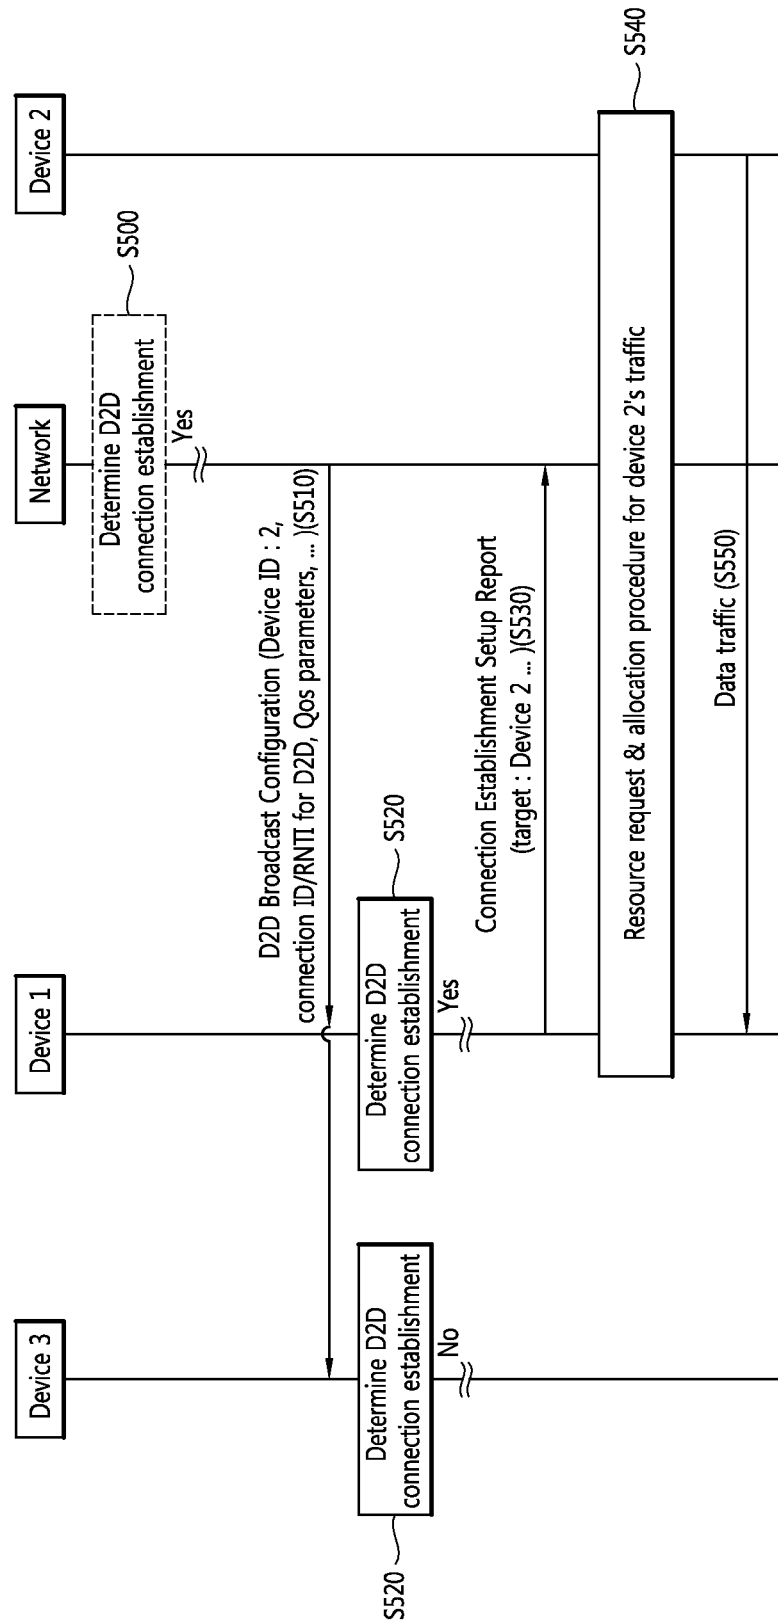 Device 3
Device 1
Network
Device 2
Determine D2D
connection establishment
S500
Yes
D2D Broadcast Configuration (Device ID : 2,
connection ID/RNTI for D2D, Qos parameters, ... )(S510)
S520
Determine D2D
connection establishment
No
Determine D2D
connection establishment
S520
Yes
Connection Establishment Setup Report
(target : Device 2 ... )(S530)
Resource request & allocation procedure for device 2's traffic
S540
Data traffic (S550)